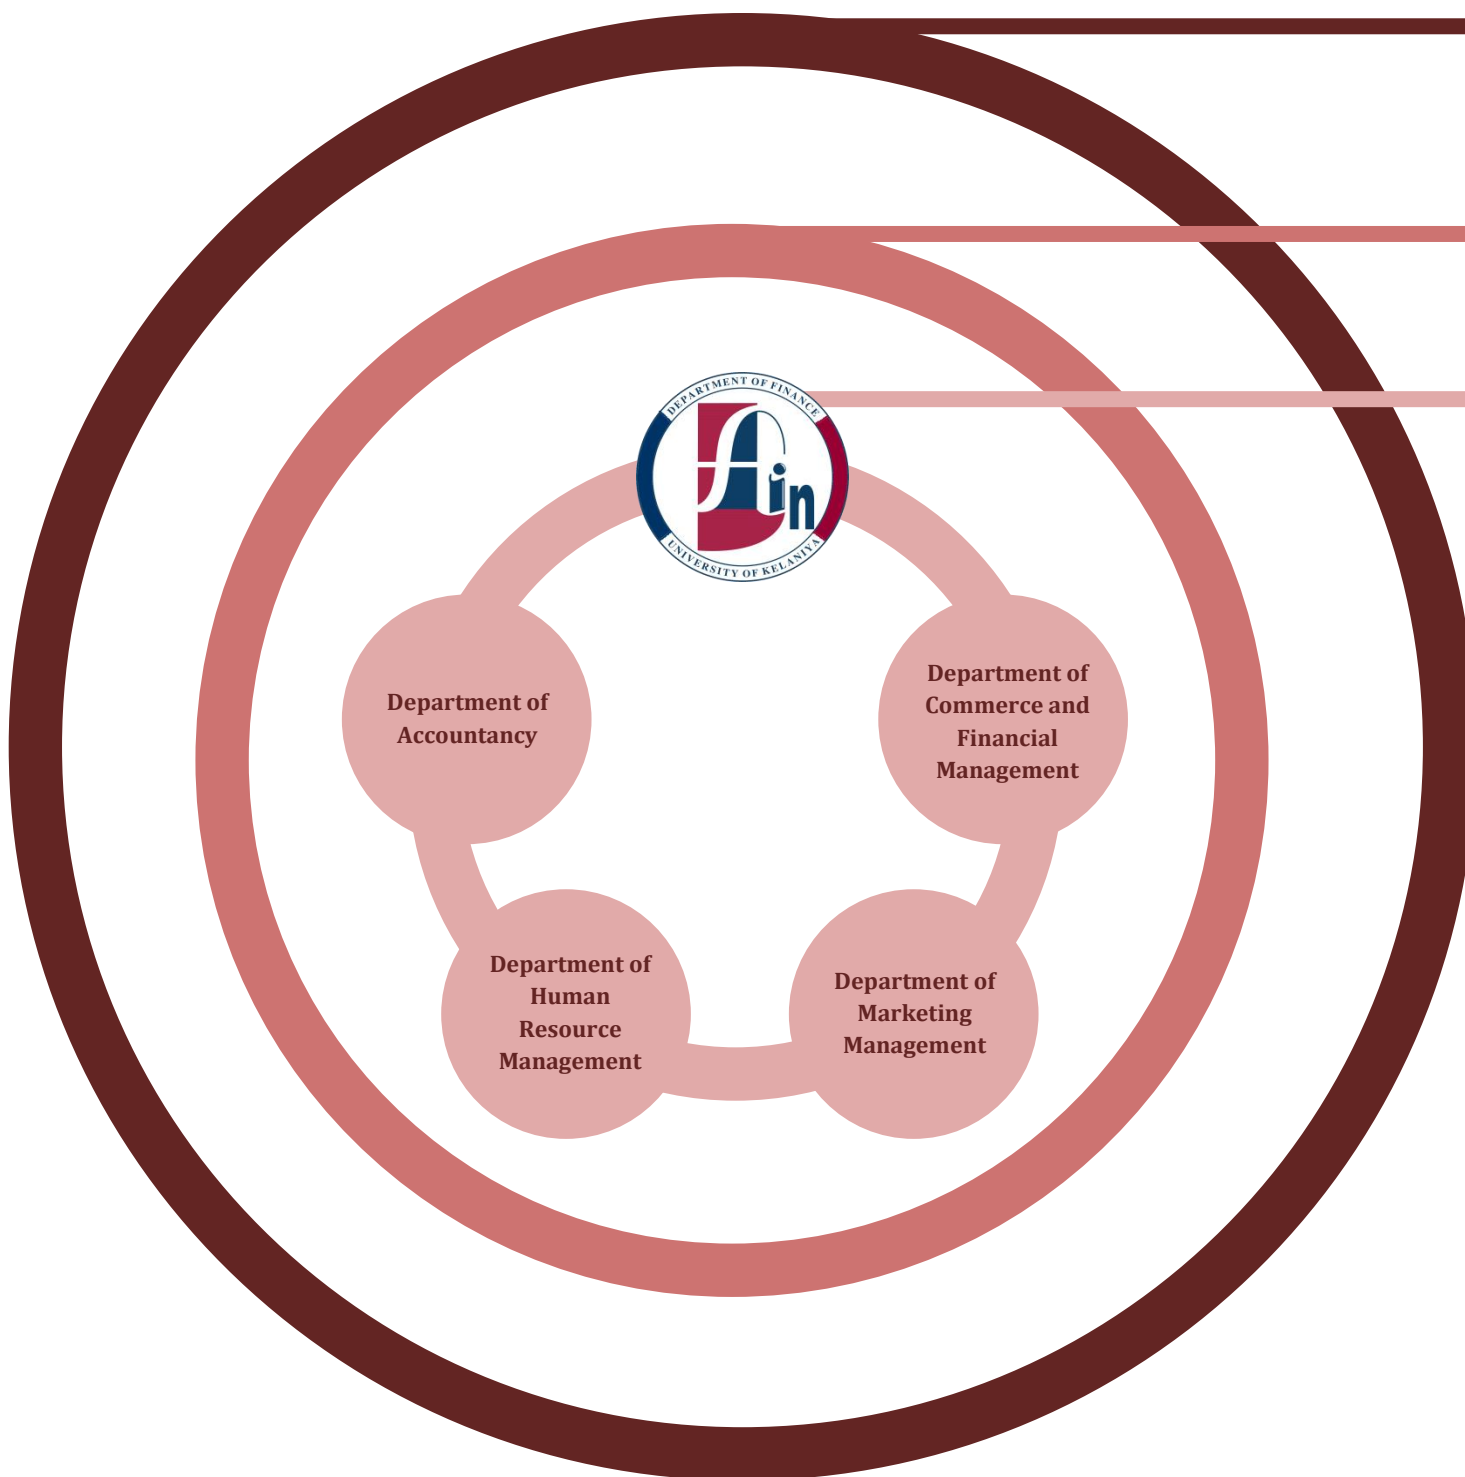 DEPARTMENT OF FINANCE
fin
UNIVERSITY OF KELANIYA
Department of
Accountancy
Department of
Commerce and
Financial
Management
Department of
Human
Resource
Management
Department of
Marketing
Management